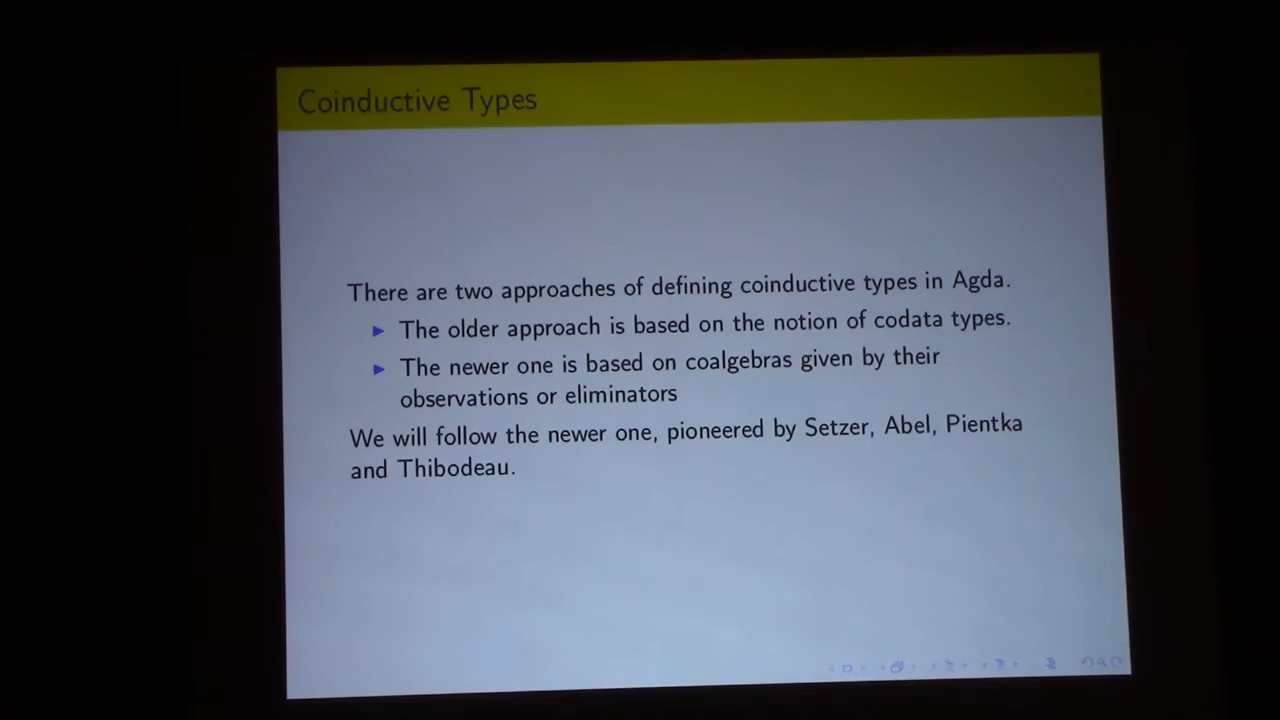 Coinductive Types
There are two approaches of defining coinductive types in Agda.
▶ The older approach is based on the notion of codata types.
▶ The newer one is based on coalgebras given by their
observations or eliminators
We will follow the newer one, pioneered by Setzer, Abel, Pientka
and Thibodeau.